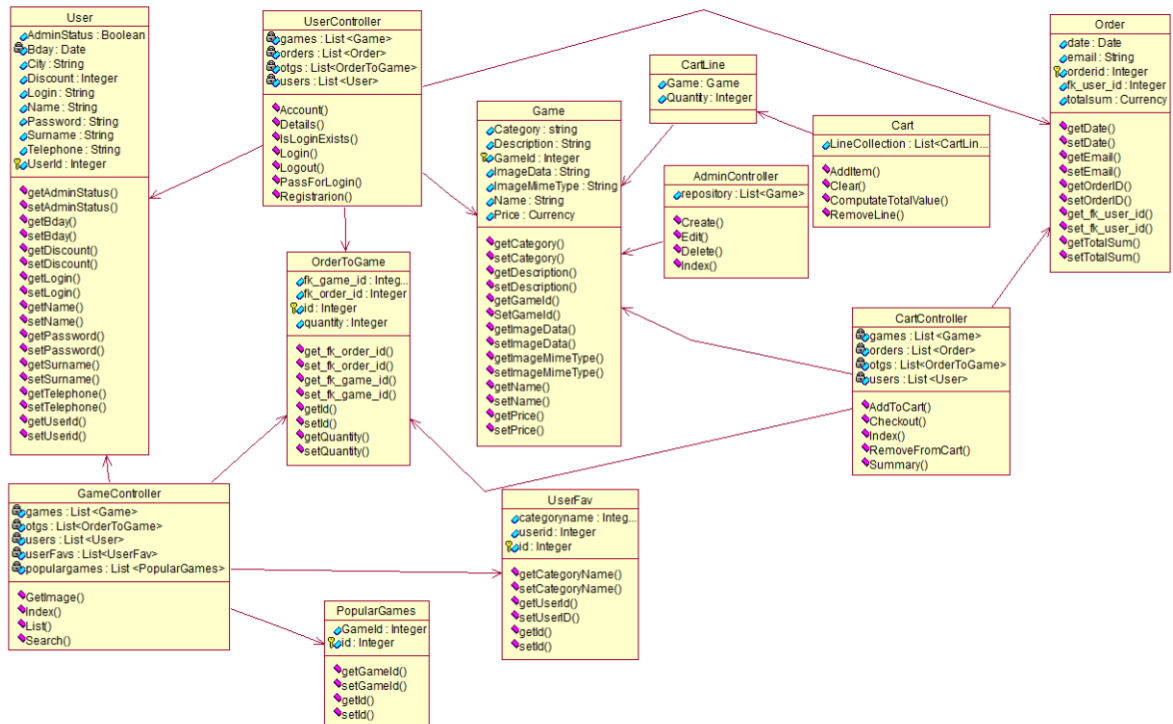 User
AdminStatus : Boolean
Bday : Date
City : String
Discount : Integer
Login : String
Name : String
Password : String
Surname : String
Telephone : String
UserId : Integer
getAdminStatus()
setAdminStatus()
getBday()
setBday()
getDiscount()
setDiscount()
getLogin()
setLogin()
getName()
setName()
getPassword()
setPassword()
getSurname()
setSurname()
getTelephone()
setTelephone()
getUserId()
setUserid()
UserController
games : List<Game>
orders : List<Order>
otgs : List<OrderToGame>
users : List<User>
Account()
Details()
IsLoginExists()
Login()
Logout()
PassForLogin()
Registrarion()
Game
Category : string
Description : String
GameId : Integer
ImageData : String
ImageMimeType : String
Name : String
Price : Currency
getCategory()
setCategory()
getDescription()
setDescription()
getGameId()
SetGameId()
getImageData()
setImageData()
getImageMimeType()
setImageMimeType()
getName()
setName()
getPrice()
setPrice()
CartLine
Game : Game
Quantity : Integer
Cart
LineCollection : List<CartLin...
AddItem()
Clear()
ComputateTotalValue()
RemoveLine()
Order
date : Date
email : String
orderid : Integer
fk_user_id : Integer
totalsum : Currency
getDate()
setDate()
getEmail()
setEmail()
getOrderID()
setOrderID()
get_fk_user_id()
set_fk_user_id()
getTotalSum()
setTotalSum()
AdminController
repository : List<Game>
Create()
Edit()
Delete()
Index()
OrderToGame
fk_game_id : Integ...
fk_order_id : Integer
id : Integer
quantity : Integer
get_fk_order_id()
set_fk_order_id()
get_fk_game_id()
set_fk_game_id()
getId()
setId()
getQuantity()
setQuantity()
CartController
games : List<Game>
orders : List<Order>
otgs : List<OrderToGame>
users : List<User>
AddToCart()
Checkout()
Index()
RemoveFromCart()
Summary()
GameController
games : List<Game>
otgs : List<OrderToGame>
users : List<User>
userFavs : List<UserFav>
populargames : List<PopularGames>
GetImage()
Index()
List()
Search()
UserFav
categoryname : Integ...
userid : Integer
id : Integer
getCategoryName()
setCategoryName()
getUserId()
setUserID()
getId()
setId()
PopularGames
GameId : Integer
id : Integer
getGameId()
setGameId()
getId()
setId()